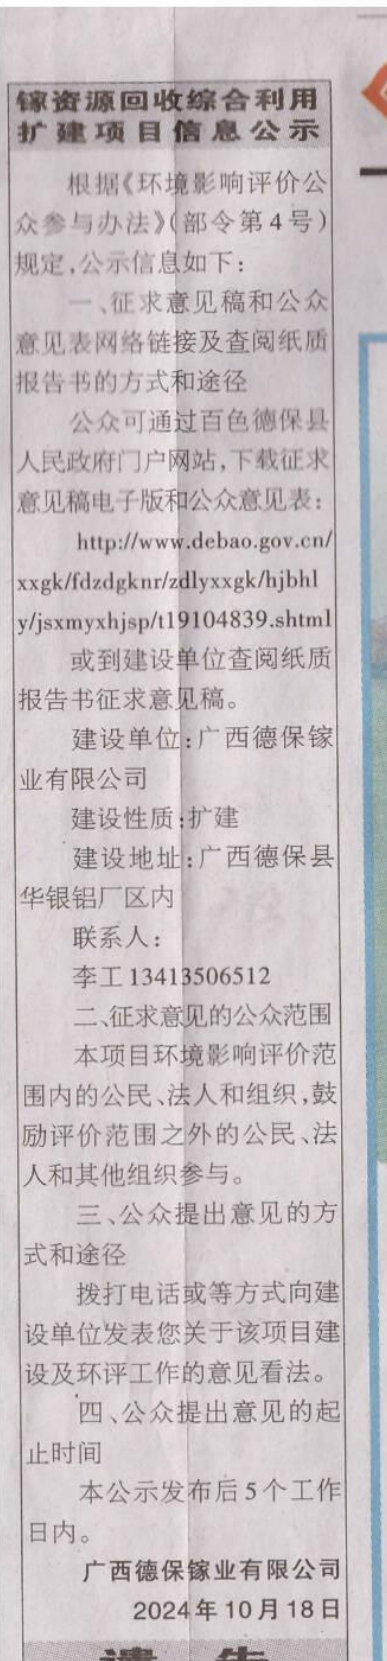 镓资源回收综合利用
扩建项目信息公示
根据《环境影响评价公
众参与办法》(部令第4号)
规定,公示信息如下:
一、征求意见稿和公众
意见表网络链接及查阅纸质
报告书的方式和途径
公众可通过百色德保县
人民政府门户网站,下载征求
意见稿电子版和公众意见表:
http://www.debao.gov.cn/
xxgk/fdzdgknr/zdlyxxgk/hjbhl
y/jsxmyxhjsp/t19104839.shtml
或到建设单位查阅纸质
报告书征求意见稿。
建设单位:广西德保镓
业有限公司
建设性质:扩建
建设地址:广西德保县
华银铝厂区内
联系人:
李工13413506512
二、征求意见的公众范围
本项目环境影响评价范
围内的公民、法人和组织,鼓
励评价范围之外的公民、法
人和其他组织参与。
三、公众提出意见的方
式和途径
拨打电话或等方式向建
设单位发表您关于该项目建
设及环评工作的意见看法。
四、公众提出意见的起
止时间
本公示发布后5个工作
日内。
广西德保镓业有限公司
2024年10月18日